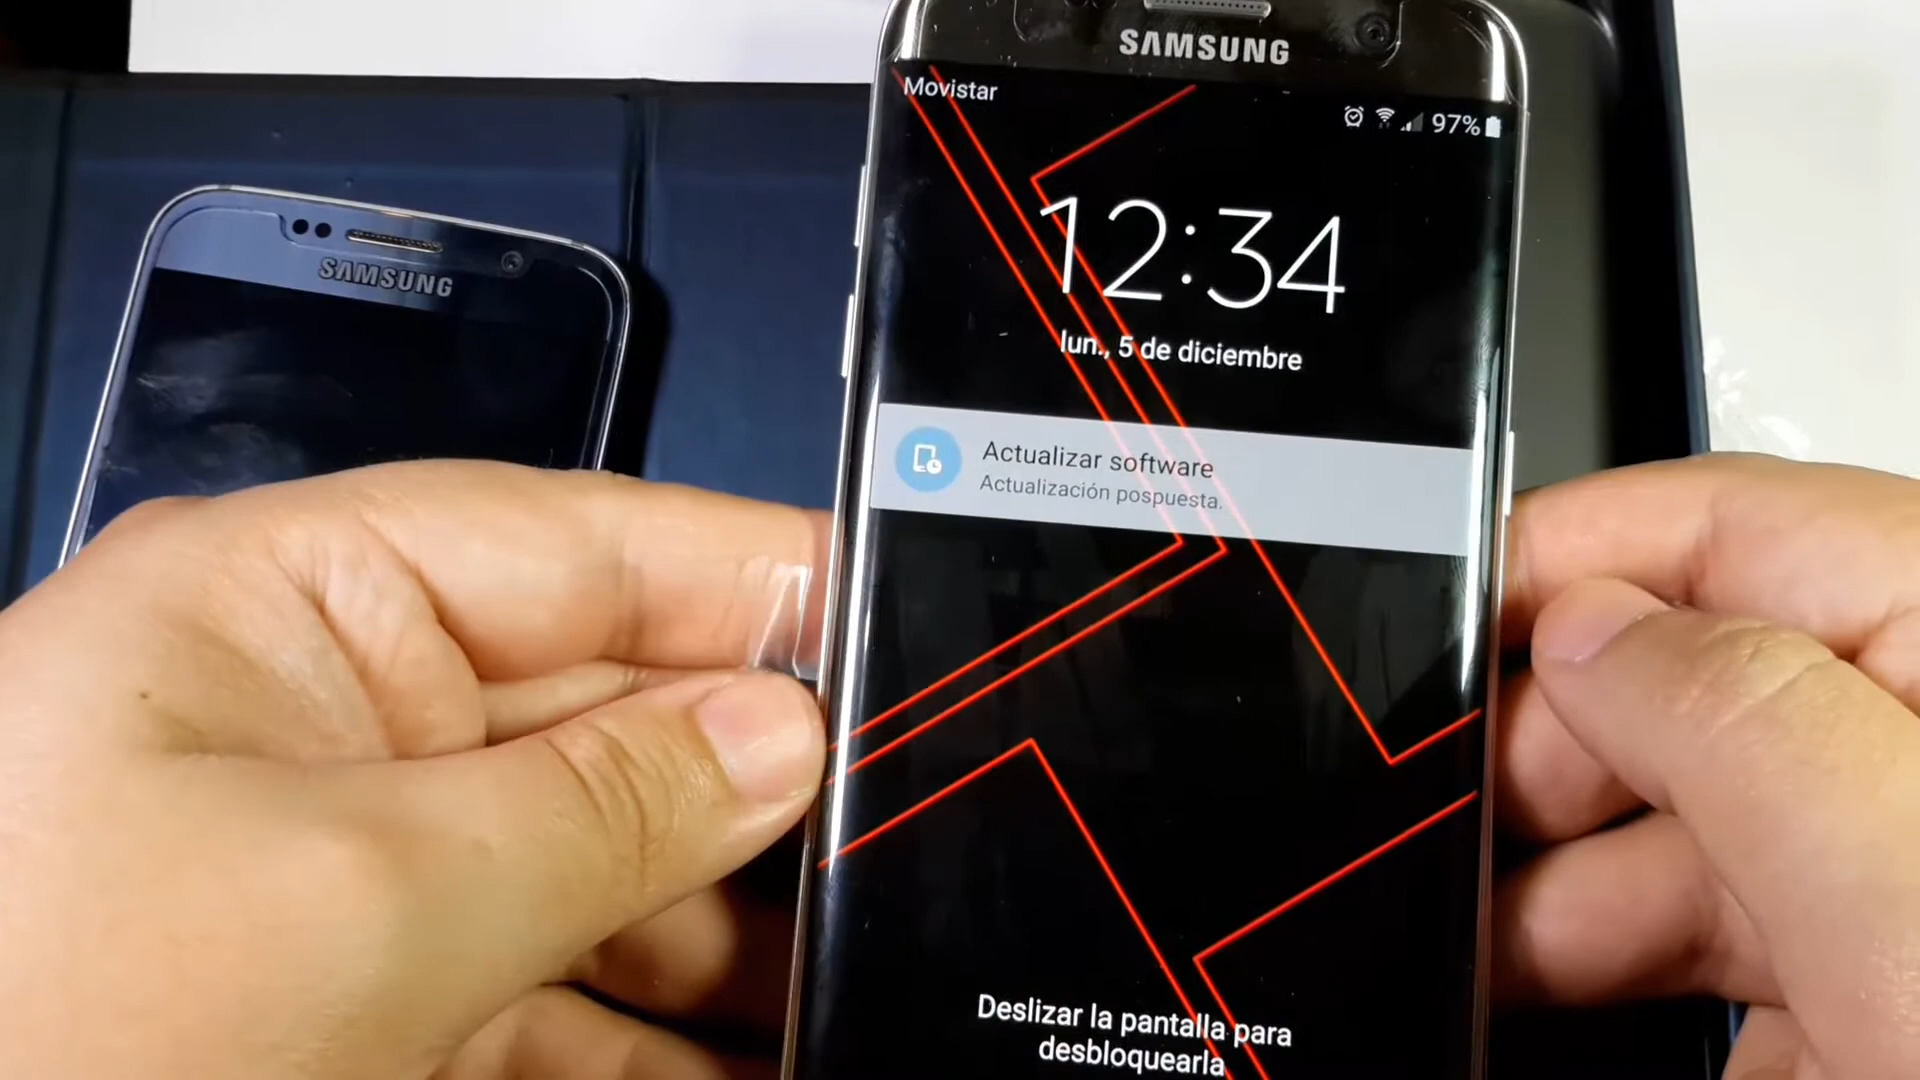 SAMSUNG
Movistar
97%
12:34
lun., 5 de diciembre
Actualizar software
Actualización pospuesta.
Deslizar la pantalla para
desbloquearla
SAMSUNG